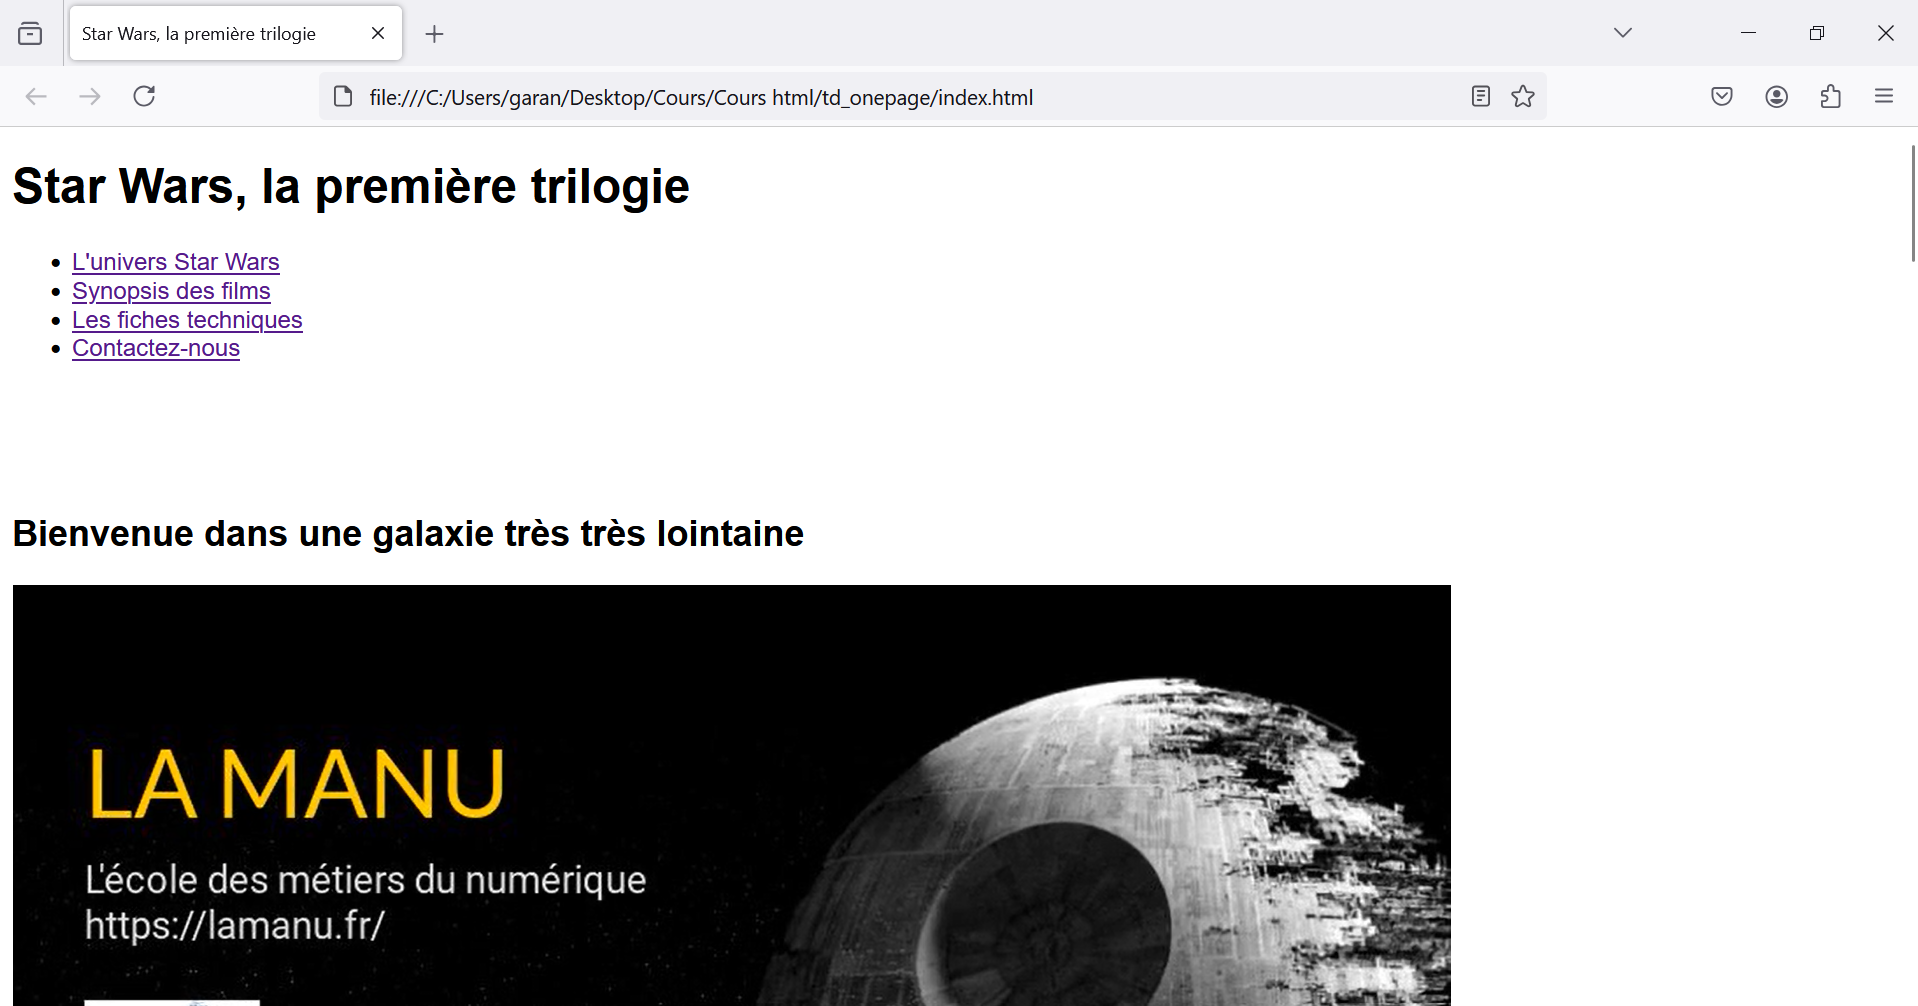 Star Wars, la première trilogie
file:///C:/Users/garan/Desktop/Cours/Cours html/td_onepage/index.html
Star Wars, la première trilogie
L'univers Star Wars
Synopsis des films
Les fiches techniques
Contactez-nous
Bienvenue dans une galaxie très très lointaine
LA MANU
L'école des métiers du numérique
https://lamanu.fr/